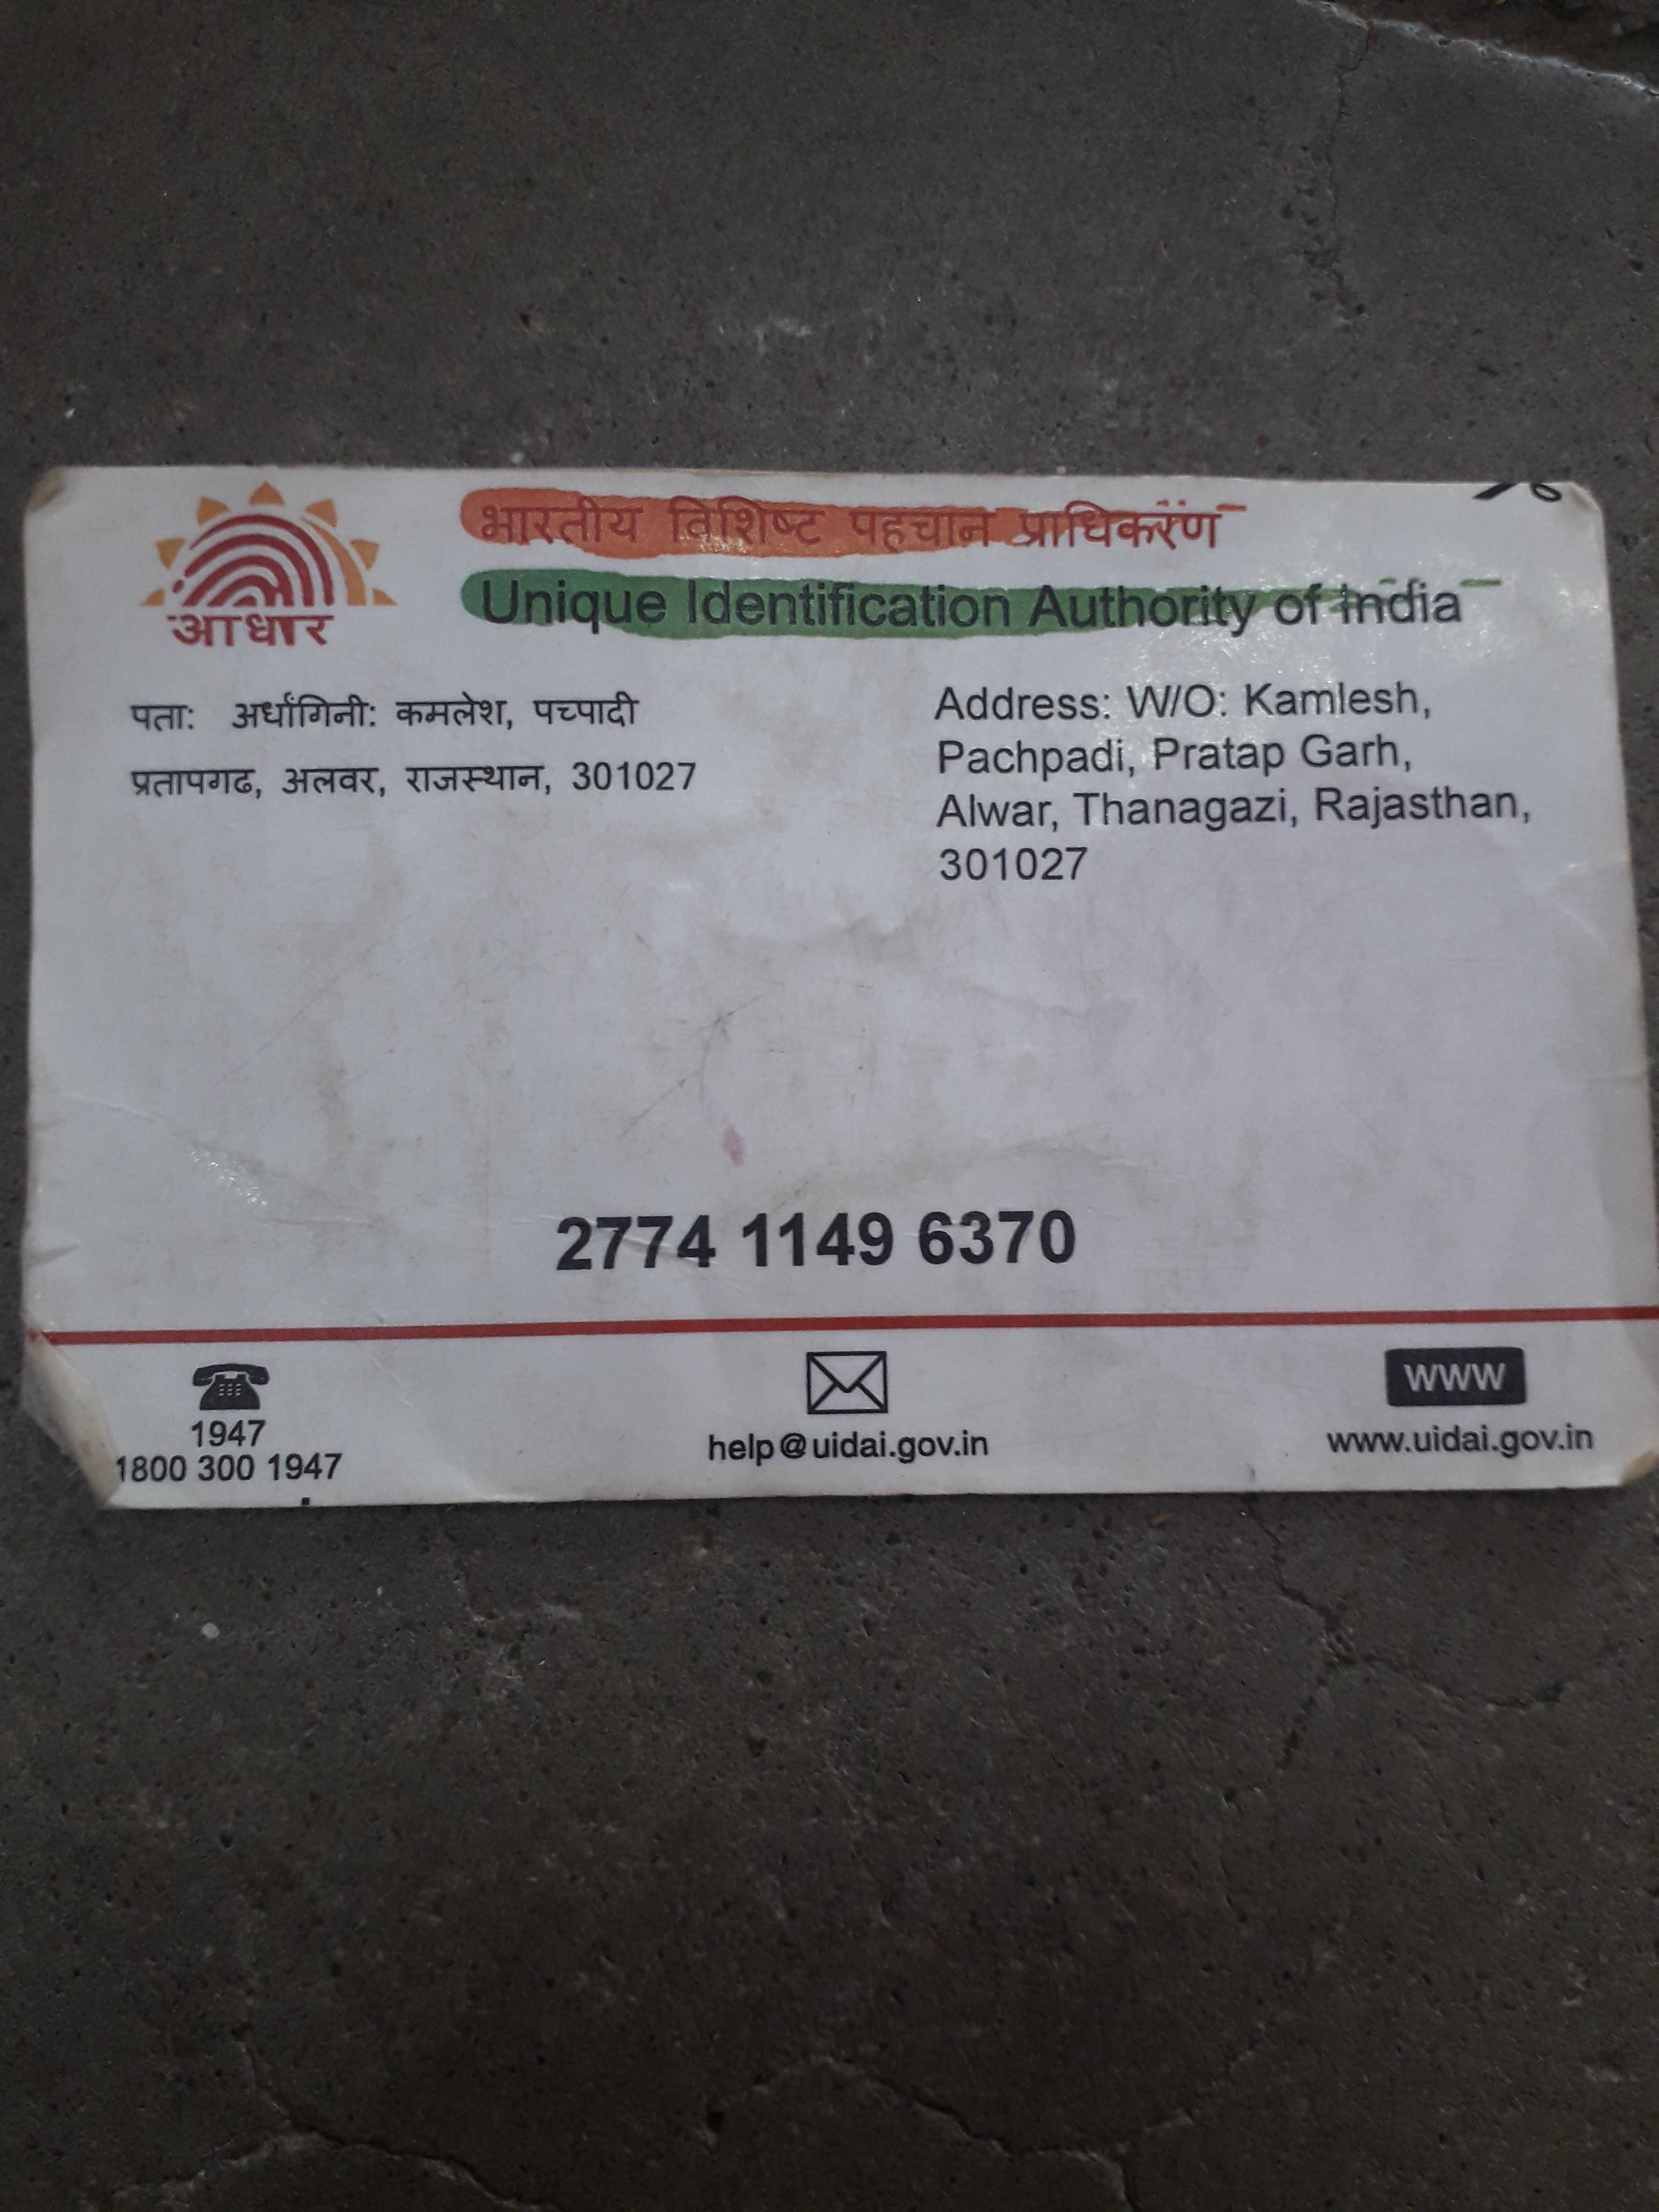 भारतीय विशिष्ट पहचान प्राधिकरण
Unique Identification Authority of India
आधार
पता: अर्धांगिनी: कमलेश, पच्पादी
प्रतापगढ, अलवर, राजस्थान, 301027
Address: W/O: Kamlesh,
Pachpadi, Pratap Garh,
Alwar, Thanagazi, Rajasthan,
301027
2774 1149 6370
1947
1800 300 1947
help@uidai.gov.in
WWW
www.uidai.gov.in